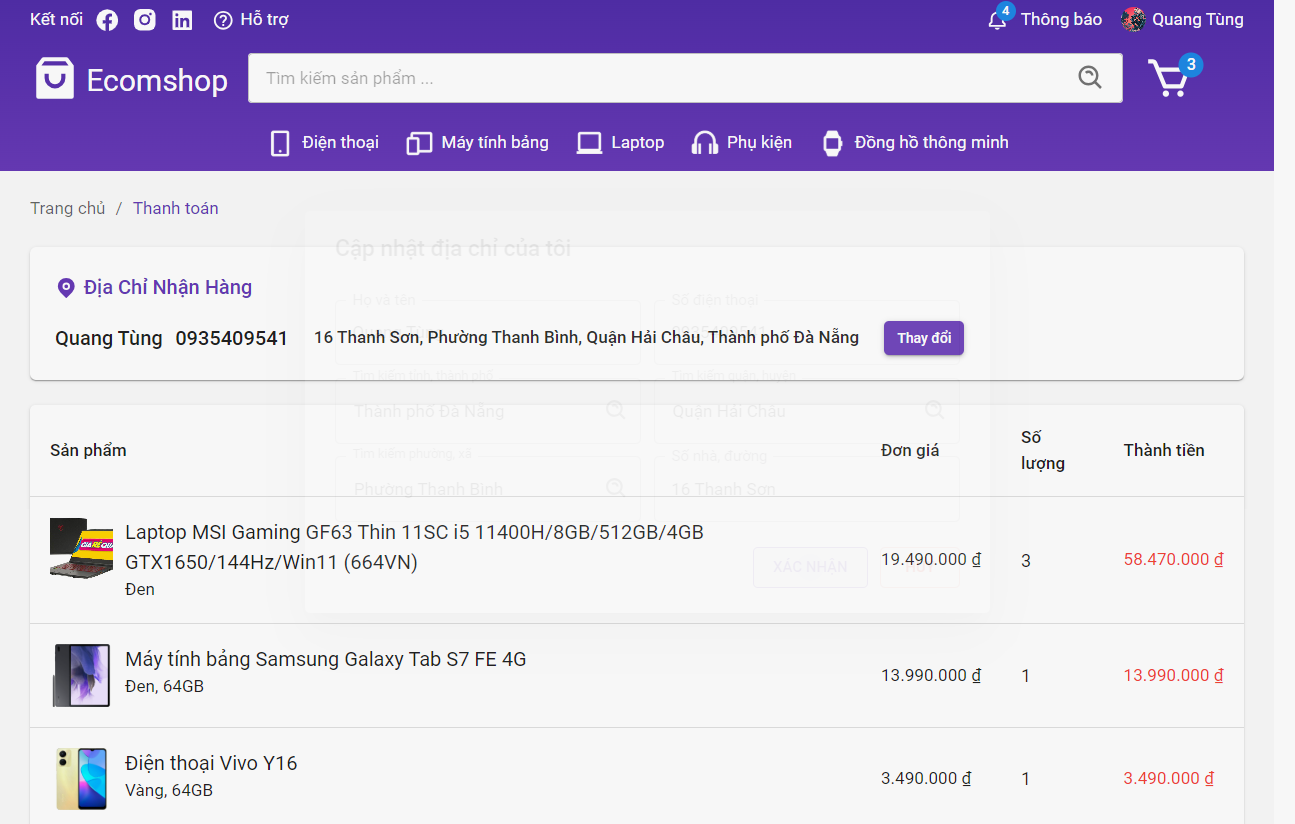 Kết nối Hỗ trợ 4 Thông báo Quang Tùng
Ecomshop Tìm kiếm sản phẩm ... 3
Điện thoại Máy tính bảng Laptop Phụ kiện Đồng hồ thông minh
Trang chủ / Thanh toán
Cập nhật địa chỉ của tôi
Địa Chỉ Nhận Hàng
Họ và tên Số điện thoại
Quang Tùng 0935409541 16 Thanh Sơn, Phường Thanh Bình, Quận Hải Châu, Thành phố Đà Nẵng Thay đổi
Tìm kiếm tỉnh, thành phố Tìm kiếm quận, huyện
Thành phố Đà Nẵng Quận Hải Châu
Sản phẩm Đơn giá Số lượng Thành tiền
Tìm kiếm phường, xã Số nhà, đường
Phường Thanh Bình 16 Thanh Sơn
Laptop MSI Gaming GF63 Thin 11SC i5 11400H/8GB/512GB/4GB
GTX1650/144Hz/Win11 (664VN) 19.490.000 ₫ 3 58.470.000 ₫
XÁC NHẬN
Đen
Máy tính bảng Samsung Galaxy Tab S7 FE 4G
Đen, 64GB 13.990.000 ₫ 1 13.990.000 ₫
Điện thoại Vivo Y16
Vàng, 64GB 3.490.000 ₫ 1 3.490.000 ₫